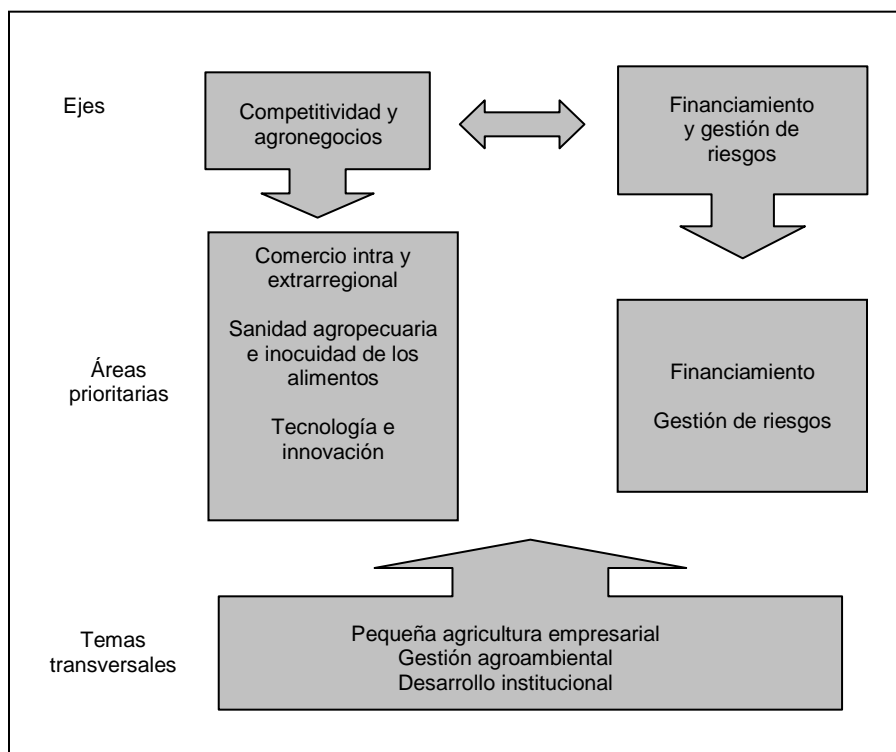 Ejes
Competitividad y
agronegocios
Financiamiento
y gestión de
riesgos
Áreas
prioritarias
Comercio intra y
extrarregional
Sanidad agropecuaria
e inocuidad de los
alimentos
Tecnología e
innovación
Financiamiento
Gestión de riesgos
Temas
transversales
Pequeña agricultura empresarial
Gestión agroambiental
Desarrollo institucional